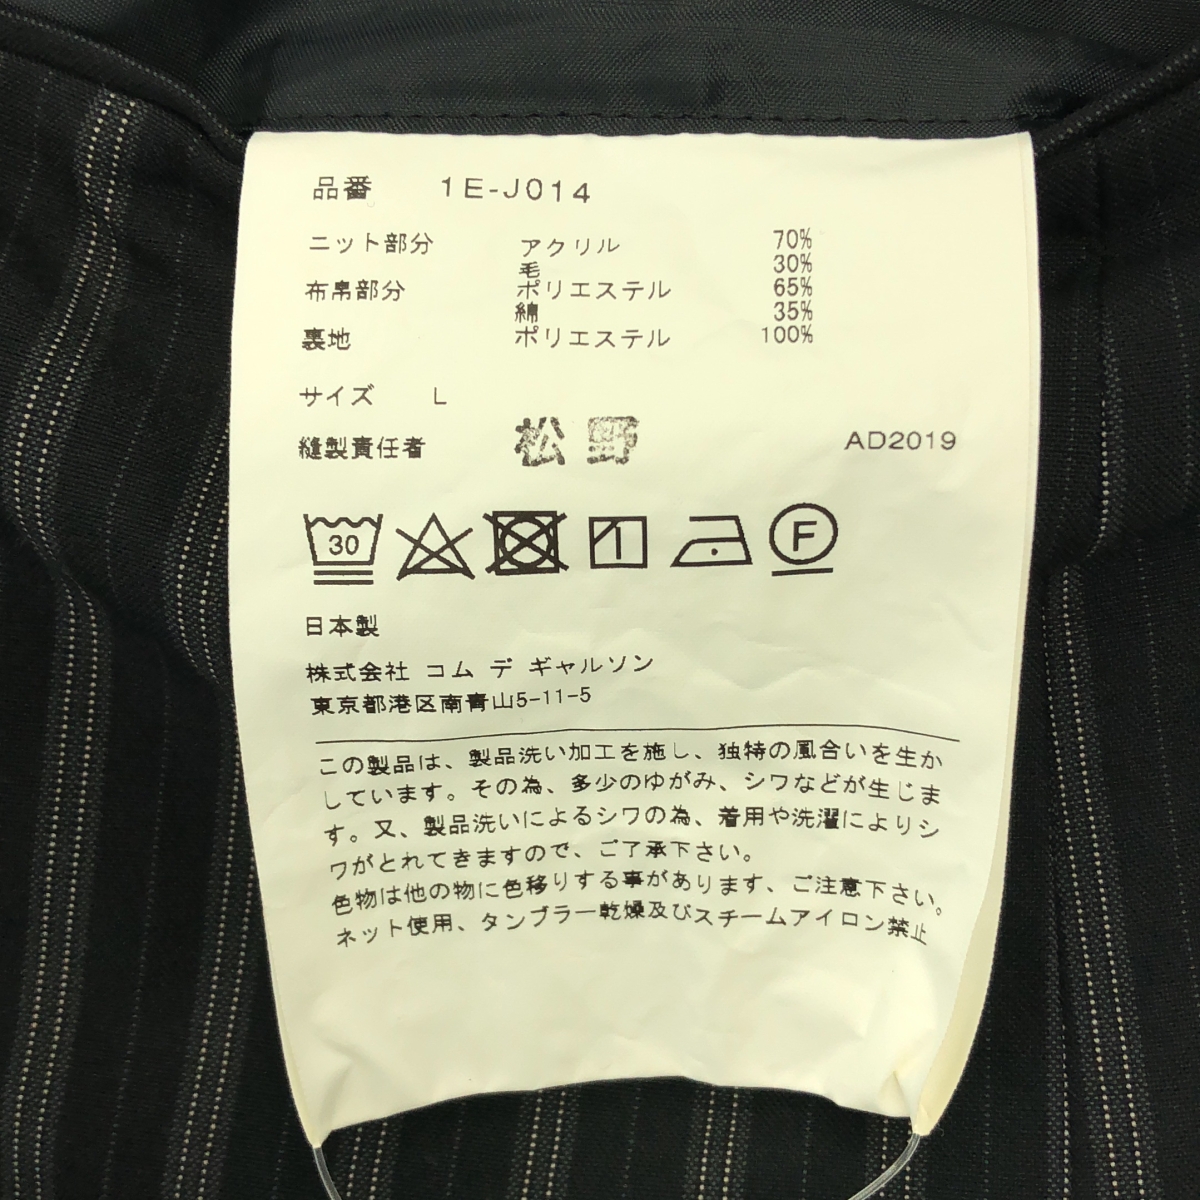 品番 1E-J014
ニット部分 アクリル 70%
毛 30%
布帛部分 ポリエステル 65%
綿 35%
裏地 ポリエステル 100%
サイズ L
縫製責任者 松野 AD2019
30 F
日本製
株式会社 コム デ ギャルソン
東京都港区南青山5-11-5
この製品は、製品洗い加工を施し、独特の風合いを生か
しています。その為、多少のゆがみ、シワなどが生じま
す。又、製品洗いによるシワの為、着用や洗濯によりシ
ワがとれてきますので、ご了承下さい。
色物は他の物に色移りする事があります、ご注意下さい。
ネット使用、タンブラー乾燥及びスチームアイロン禁止